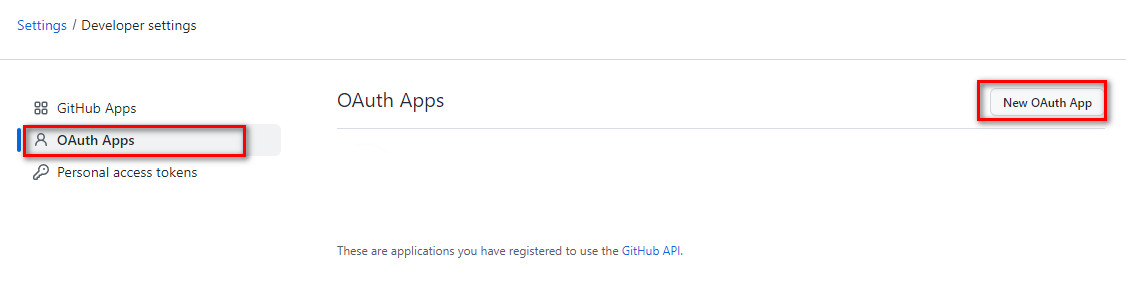 Settings / Developer settings
GitHub Apps
OAuth Apps
Personal access tokens
OAuth Apps
New OAuth App
These are applications you have registered to use the GitHub API.